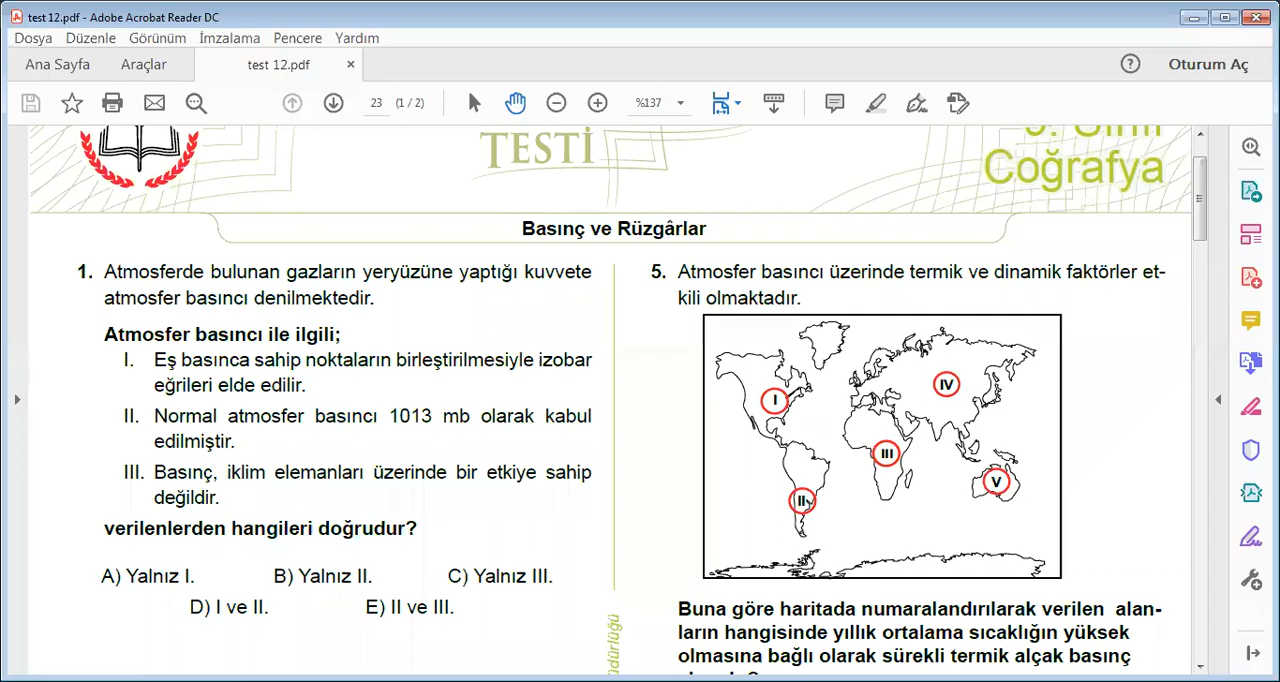 test 12.pdf - Adobe Acrobat Reader DC
Dosya Düzenle Görünüm İmzalama Pencere Yardım
Ana Sayfa Araçlar test 12.pdf × ? Oturum Aç
23 (1 / 2) %137
TESTİ
9. Sınıf
Coğrafya
Basınç ve Rüzgârlar
1. Atmosferde bulunan gazların yeryüzüne yaptığı kuvvete
atmosfer basıncı denilmektedir.
Atmosfer basıncı ile ilgili;
I. Eş basınca sahip noktaların birleştirilmesiyle izobar
eğrileri elde edilir.
II. Normal atmosfer basıncı 1013 mb olarak kabul
edilmiştir.
III. Basınç, iklim elemanları üzerinde bir etkiye sahip
değildir.
verilenlerden hangileri doğrudur?
A) Yalnız I. B) Yalnız II. C) Yalnız III.
D) I ve II. E) II ve III.
5. Atmosfer basıncı üzerinde termik ve dinamik faktörler et-
kili olmaktadır.
I
IV
III
V
II
Buna göre haritada numaralandırılarak verilen alan-
ların hangisinde yıllık ortalama sıcaklığın yüksek
olmasına bağlı olarak sürekli termik alçak basınç